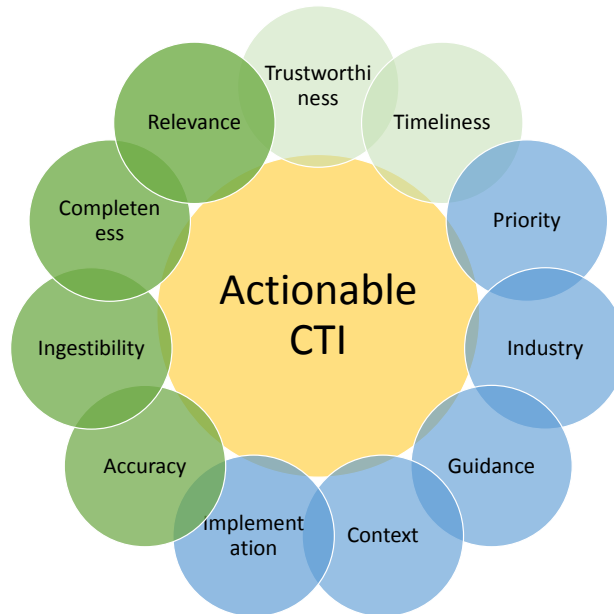 Trustworthi
ness
Relevance
Timeliness
Completen
ess
Priority
Actionable
CTI
Ingestibility
Industry
Accuracy
Guidance
Implement
ation
Context